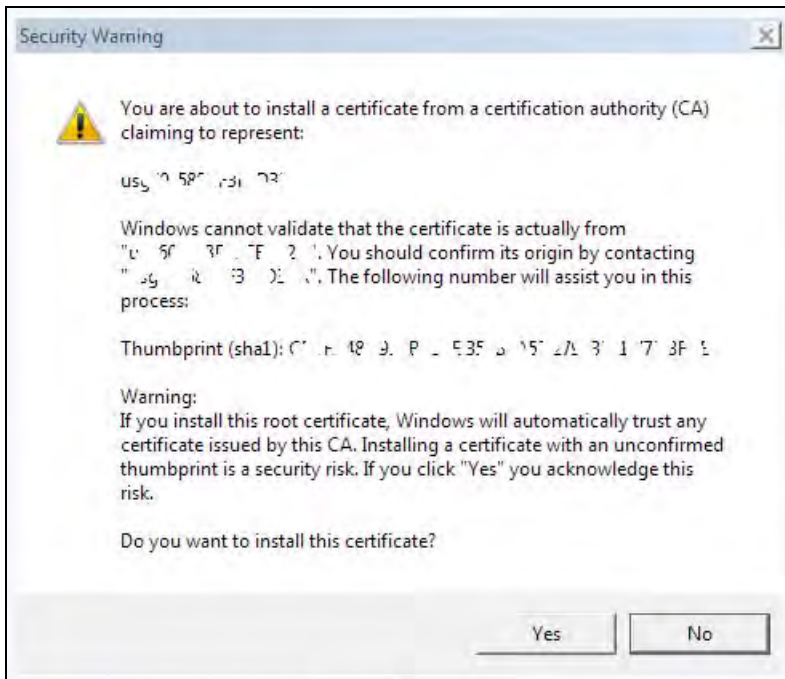 Security Warning
You are about to install a certificate from a certification authority (CA)
claiming to represent:
Windows cannot validate that the certificate is actually from
You should confirm its origin by contacting
The following number will assist you in this
process:
Thumbprint (sha1):
Warning:
If you install this root certificate, Windows will automatically trust any
certificate issued by this CA. Installing a certificate with an unconfirmed
thumbprint is a security risk. If you click "Yes" you acknowledge this
risk.
Do you want to install this certificate?
Yes
No